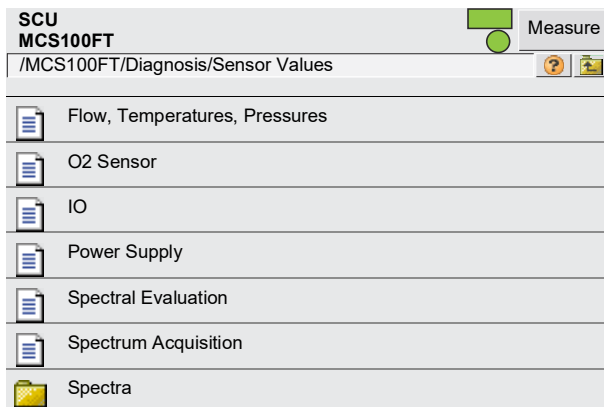 SCU
MCS100FT
Measure
/MCS100FT/Diagnosis/Sensor Values
?
Flow, Temperatures, Pressures
O2 Sensor
IO
Power Supply
Spectral Evaluation
Spectrum Acquisition
Spectra